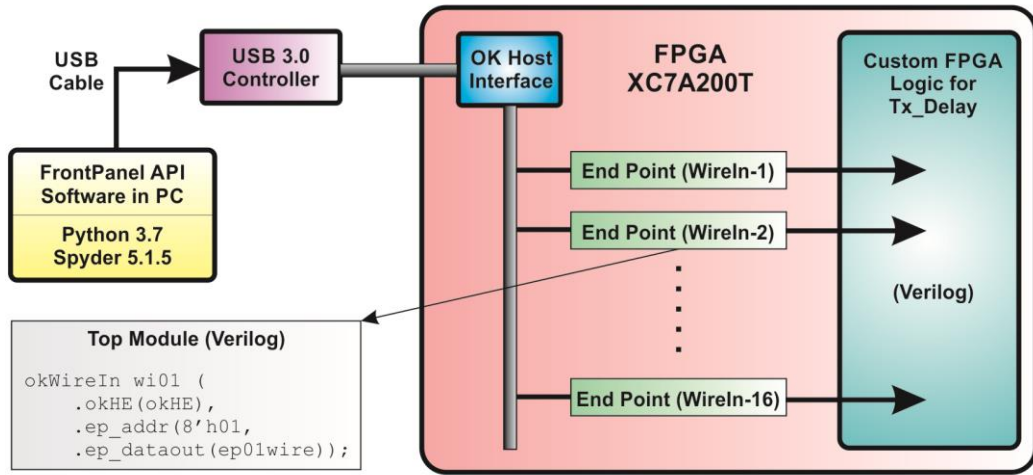 USB
Cable
USB 3.0
Controller
OK Host
Interface
FPGA
XC7A200T
Custom FPGA
Logic for
Tx_Delay
(Verilog)
FrontPanel API
Software in PC
Python 3.7
Spyder 5.1.5
End Point (WireIn-1)
End Point (WireIn-2)
End Point (WireIn-16)
Top Module (Verilog)
okWireIn wi01 (
.okHE(okHE),
.ep_addr(8’h01,
.ep_dataout(ep01wire));